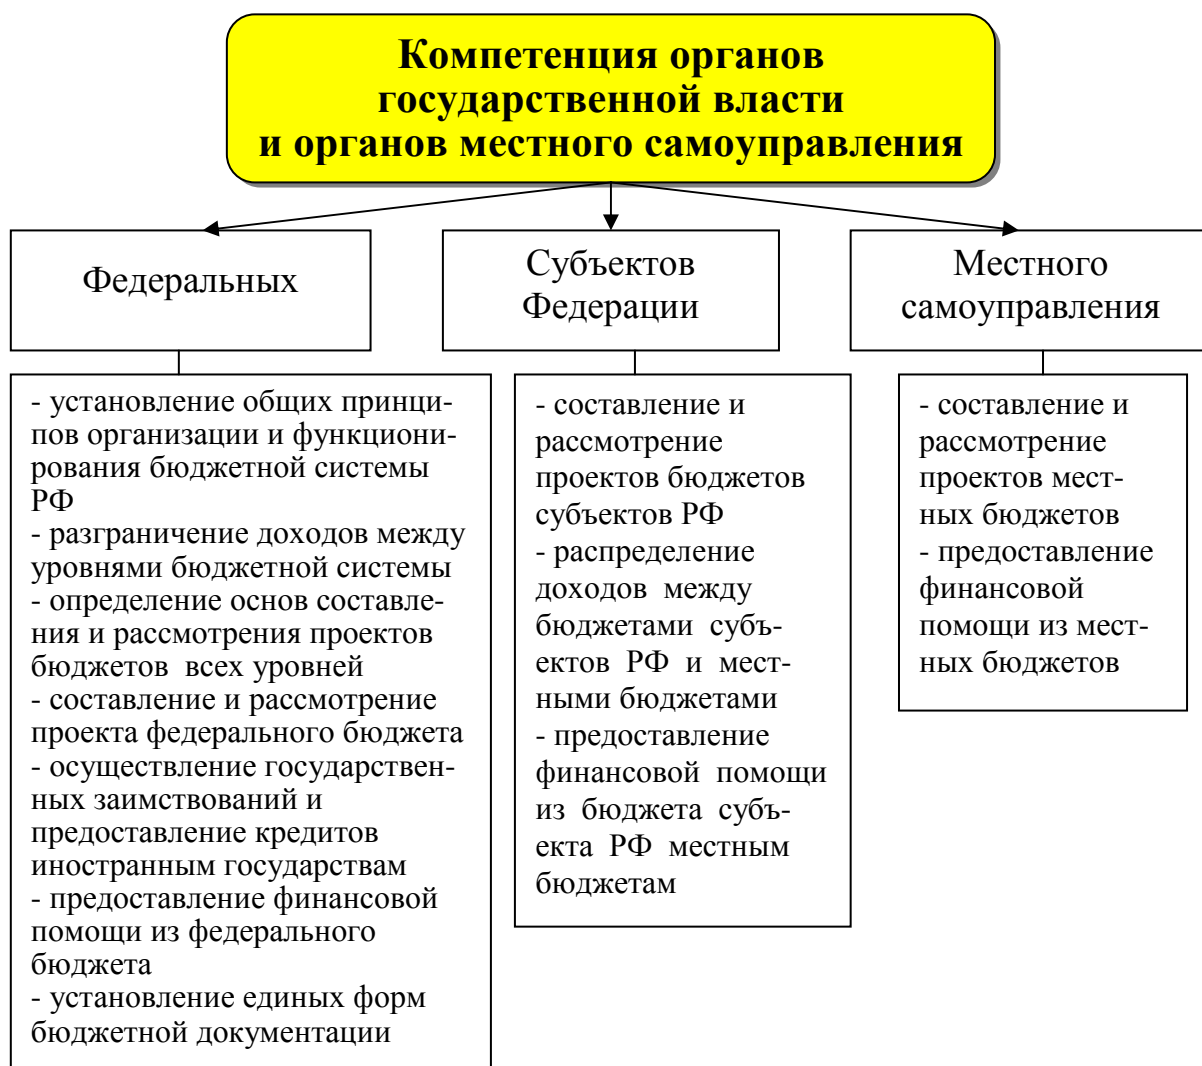 Компетенция органов
государственной власти
и органов местного самоуправления
Федеральных
Субъектов
Федерации
Местного
самоуправления
- установление общих принци-
пов организации и функциони-
рования бюджетной системы
РФ
- разграничение доходов между
уровнями бюджетной системы
- определение основ составле-
ния и рассмотрения проектов
бюджетов всех уровней
- составление и рассмотрение
проекта федерального бюджета
- осуществление государствен-
ных заимствований и
предоставление кредитов
иностранным государствам
- предоставление финансовой
помощи из федерального
бюджета
- установление единых форм
бюджетной документации
- составление и
рассмотрение
проектов бюджетов
субъектов РФ
- распределение
доходов между
бюджетами субъ-
ектов РФ и мест-
ными бюджетами
- предоставление
финансовой помощи
из бюджета субъ-
екта РФ местным
бюджетам
- составление и
рассмотрение
проектов мест-
ных бюджетов
- предоставление
финансовой
помощи из мест-
ных бюджетов